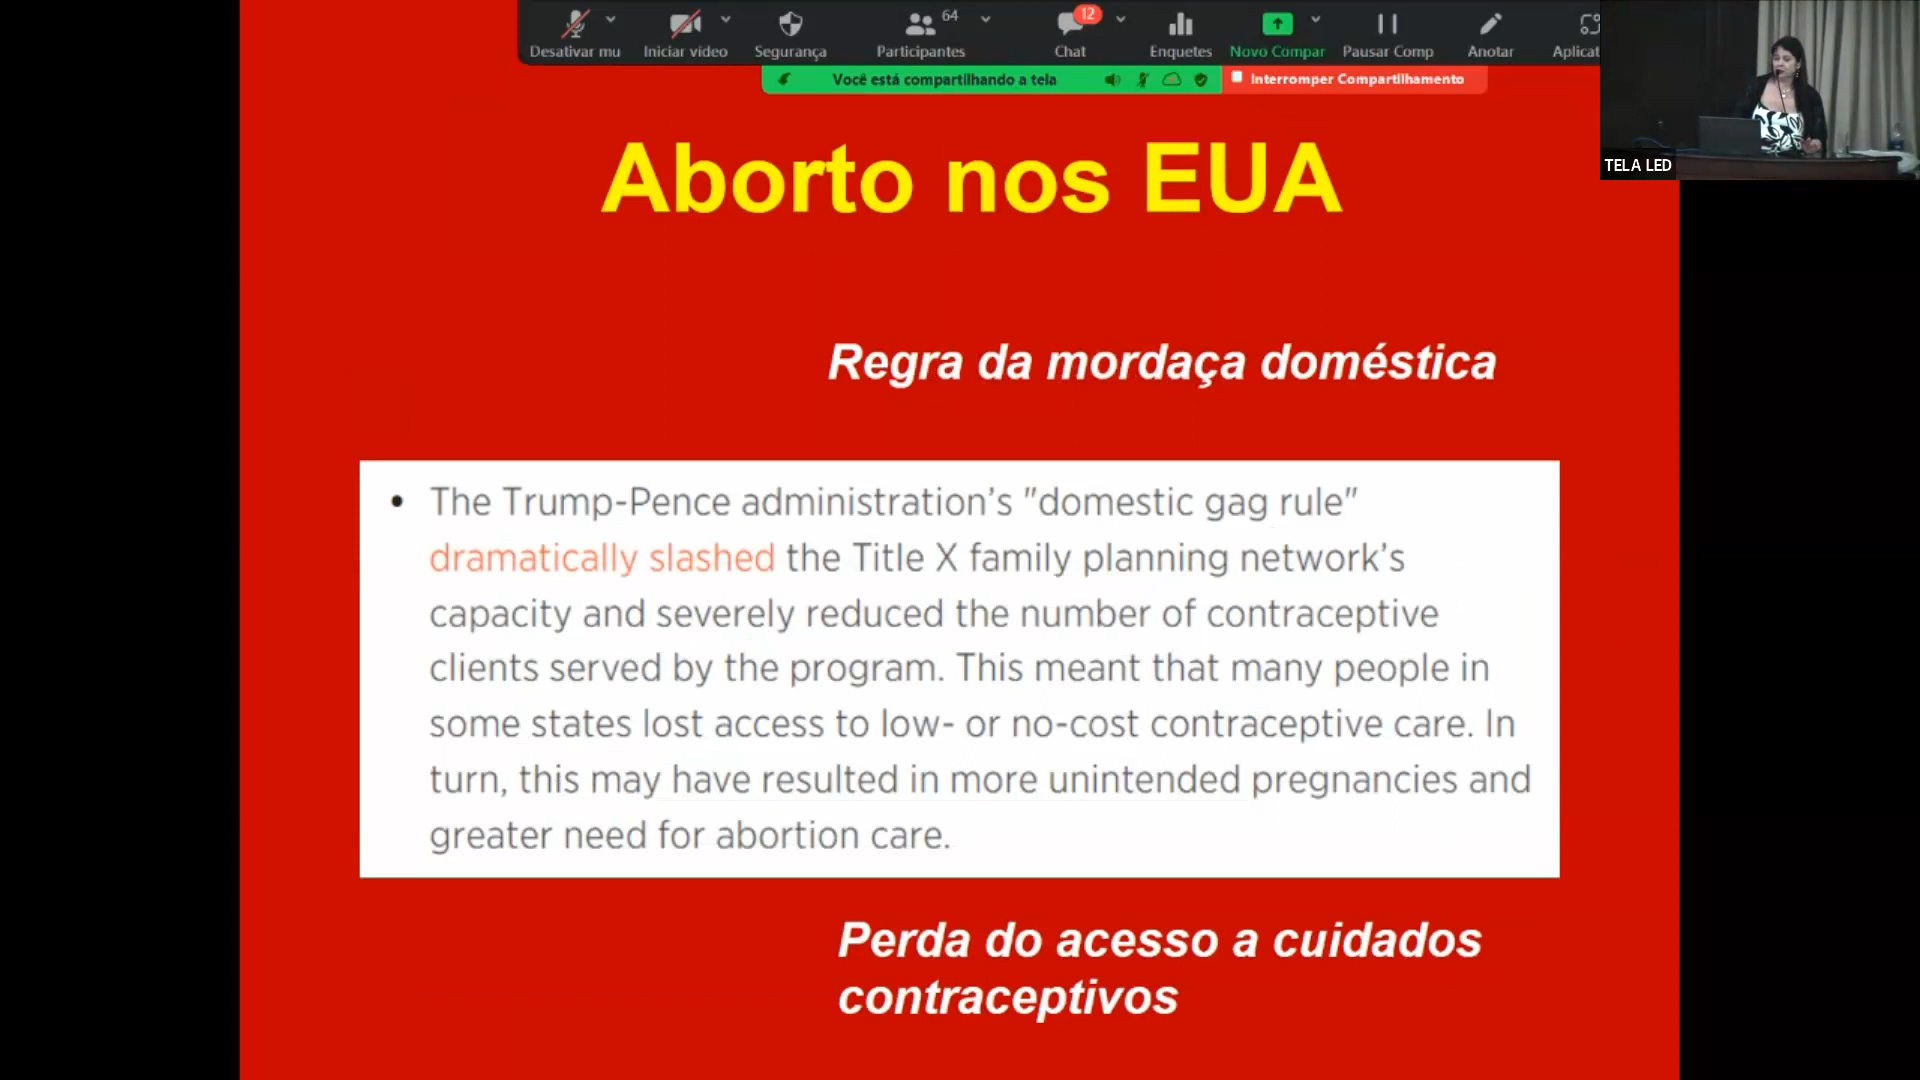 64
12
Desativar mu
Iniciar vídeo
Segurança
Participantes
Chat
Enquetes
Novo Compar
Pausar Comp
Anotar
Aplicat
Você está compartilhando a tela
Interromper Compartilhamento
TELA LED
Aborto nos EUA
Regra da mordaça doméstica
• The Trump-Pence administration’s "domestic gag rule"
dramatically slashed the Title X family planning network’s
capacity and severely reduced the number of contraceptive
clients served by the program. This meant that many people in
some states lost access to low- or no-cost contraceptive care. In
turn, this may have resulted in more unintended pregnancies and
greater need for abortion care.
Perda do acesso a cuidados
contraceptivos